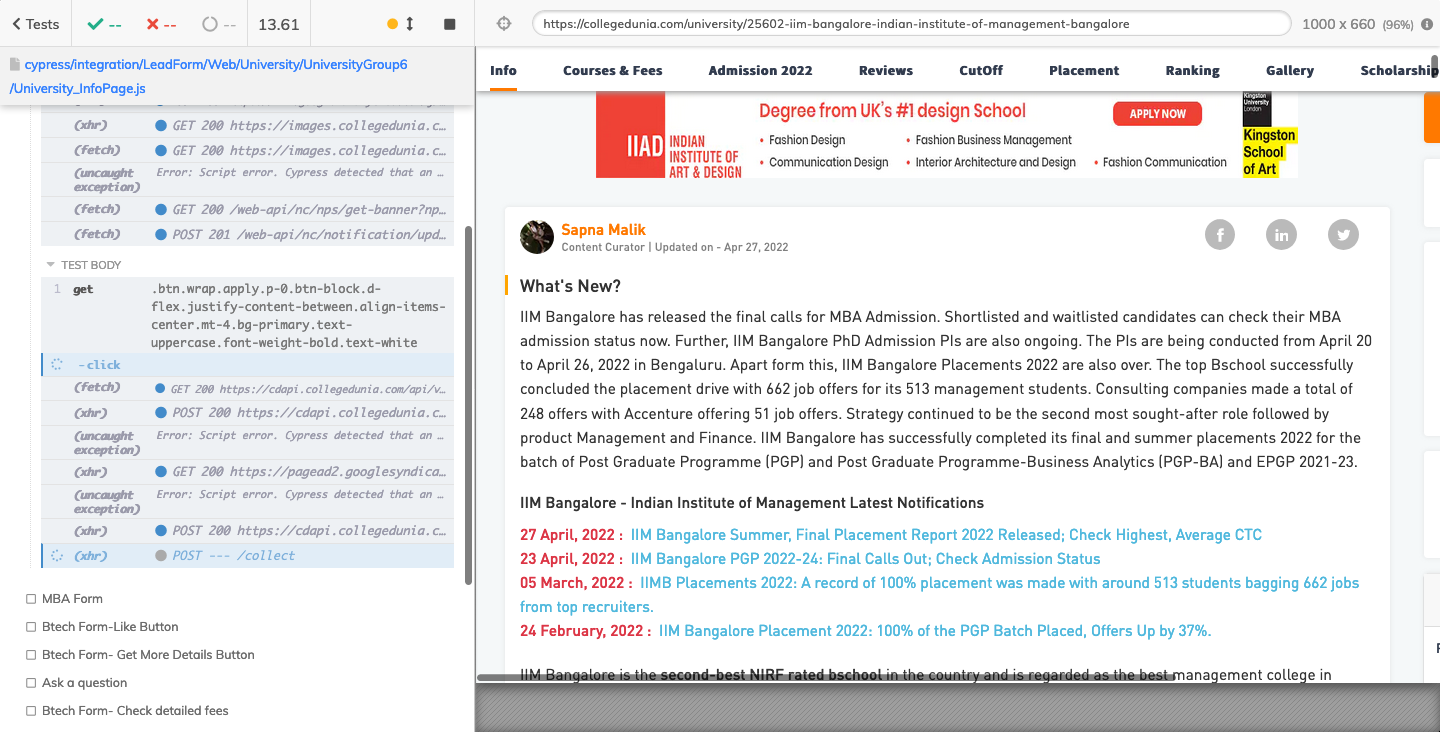 Tests
--
--
--
13.61
https://collegedunia.com/university/25602-iim-bangalore-indian-institute-of-management-bangalore
1000 x 660 (96%)
cypress/integration/LeadForm/Web/University/UniversityGroup6
/University_InfoPage.js
(xhr) GET 200 https://images.collegedunia.c…
(fetch) GET 200 https://images.collegedunia.c…
(uncaught exception) Error: Script error. Cypress detected that an …
(fetch) GET 200 /web-api/nc/nps/get-banner?np…
(fetch) POST 201 /web-api/nc/notification/upd…
TEST BODY
1 get .btn.wrap.apply.p-0.btn-block.d-
flex.justify-content-between.align-items-
center.mt-4.bg-primary.text-
uppercase.font-weight-bold.text-white
-click
(fetch) GET 200 https://cdapi.collegedunia.com/api/v…
(xhr) POST 200 https://cdapi.collegedunia.c…
(uncaught exception) Error: Script error. Cypress detected that an …
(xhr) GET 200 https://pagead2.googlesyndica…
(uncaught exception) Error: Script error. Cypress detected that an …
(xhr) POST 200 https://cdapi.collegedunia.c…
(xhr) POST --- /collect
MBA Form
Btech Form-Like Button
Btech Form- Get More Details Button
Ask a question
Btech Form- Check detailed fees
Info Courses & Fees Admission 2022 Reviews CutOff Placement Ranking Gallery Scholarship
IIAD INDIAN
INSTITUTE OF
ART & DESIGN
Degree from UK's #1 design School
APPLY NOW
• Fashion Design • Fashion Business Management
• Communication Design • Interior Architecture and Design • Fashion Communication
Kingston
University
London
Kingston
School
of Art
Sapna Malik
Content Curator | Updated on - Apr 27, 2022
What's New?
IIM Bangalore has released the final calls for MBA Admission. Shortlisted and waitlisted candidates can check their MBA
admission status now. Further, IIM Bangalore PhD Admission PIs are also ongoing. The PIs are being conducted from April 20
to April 26, 2022 in Bengaluru. Apart form this, IIM Bangalore Placements 2022 are also over. The top Bschool successfully
concluded the placement drive with 662 job offers for its 513 management students. Consulting companies made a total of
248 offers with Accenture offering 51 job offers. Strategy continued to be the second most sought-after role followed by
product Management and Finance. IIM Bangalore has successfully completed its final and summer placements 2022 for the
batch of Post Graduate Programme (PGP) and Post Graduate Programme-Business Analytics (PGP-BA) and EPGP 2021-23.
IIM Bangalore - Indian Institute of Management Latest Notifications
27 April, 2022 : IIM Bangalore Summer, Final Placement Report 2022 Released; Check Highest, Average CTC
23 April, 2022 : IIM Bangalore PGP 2022-24: Final Calls Out; Check Admission Status
05 March, 2022 : IIMB Placements 2022: A record of 100% placement was made with around 513 students bagging 662 jobs
from top recruiters.
24 February, 2022 : IIM Bangalore Placement 2022: 100% of the PGP Batch Placed, Offers Up by 37%.
IIM Bangalore is the second-best NIRF rated bschool in the country and is regarded as the best management college in